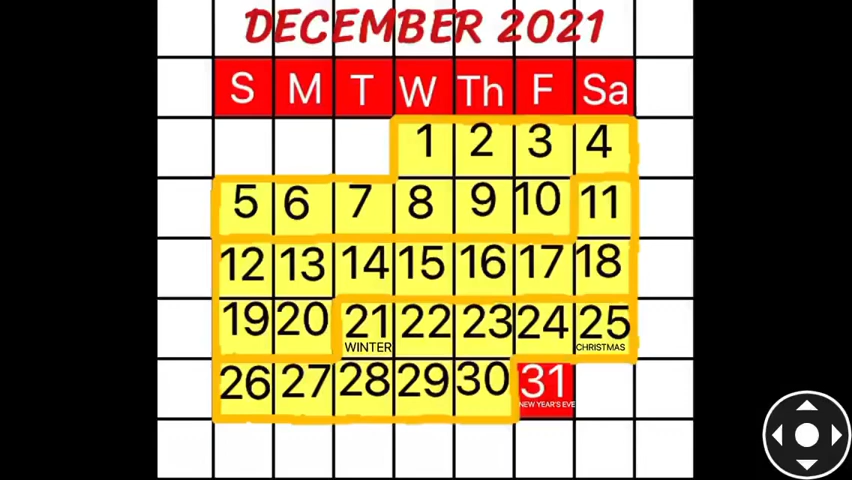 DECEMBER 2021
S M T W Th F Sa
1 2 3 4
5 6 7 8 9 10 11
12 13 14 15 16 17 18
19 20 21 22 23 24 25
WINTER CHRISTMAS
26 27 28 29 30 31
NEW YEAR'S EVE